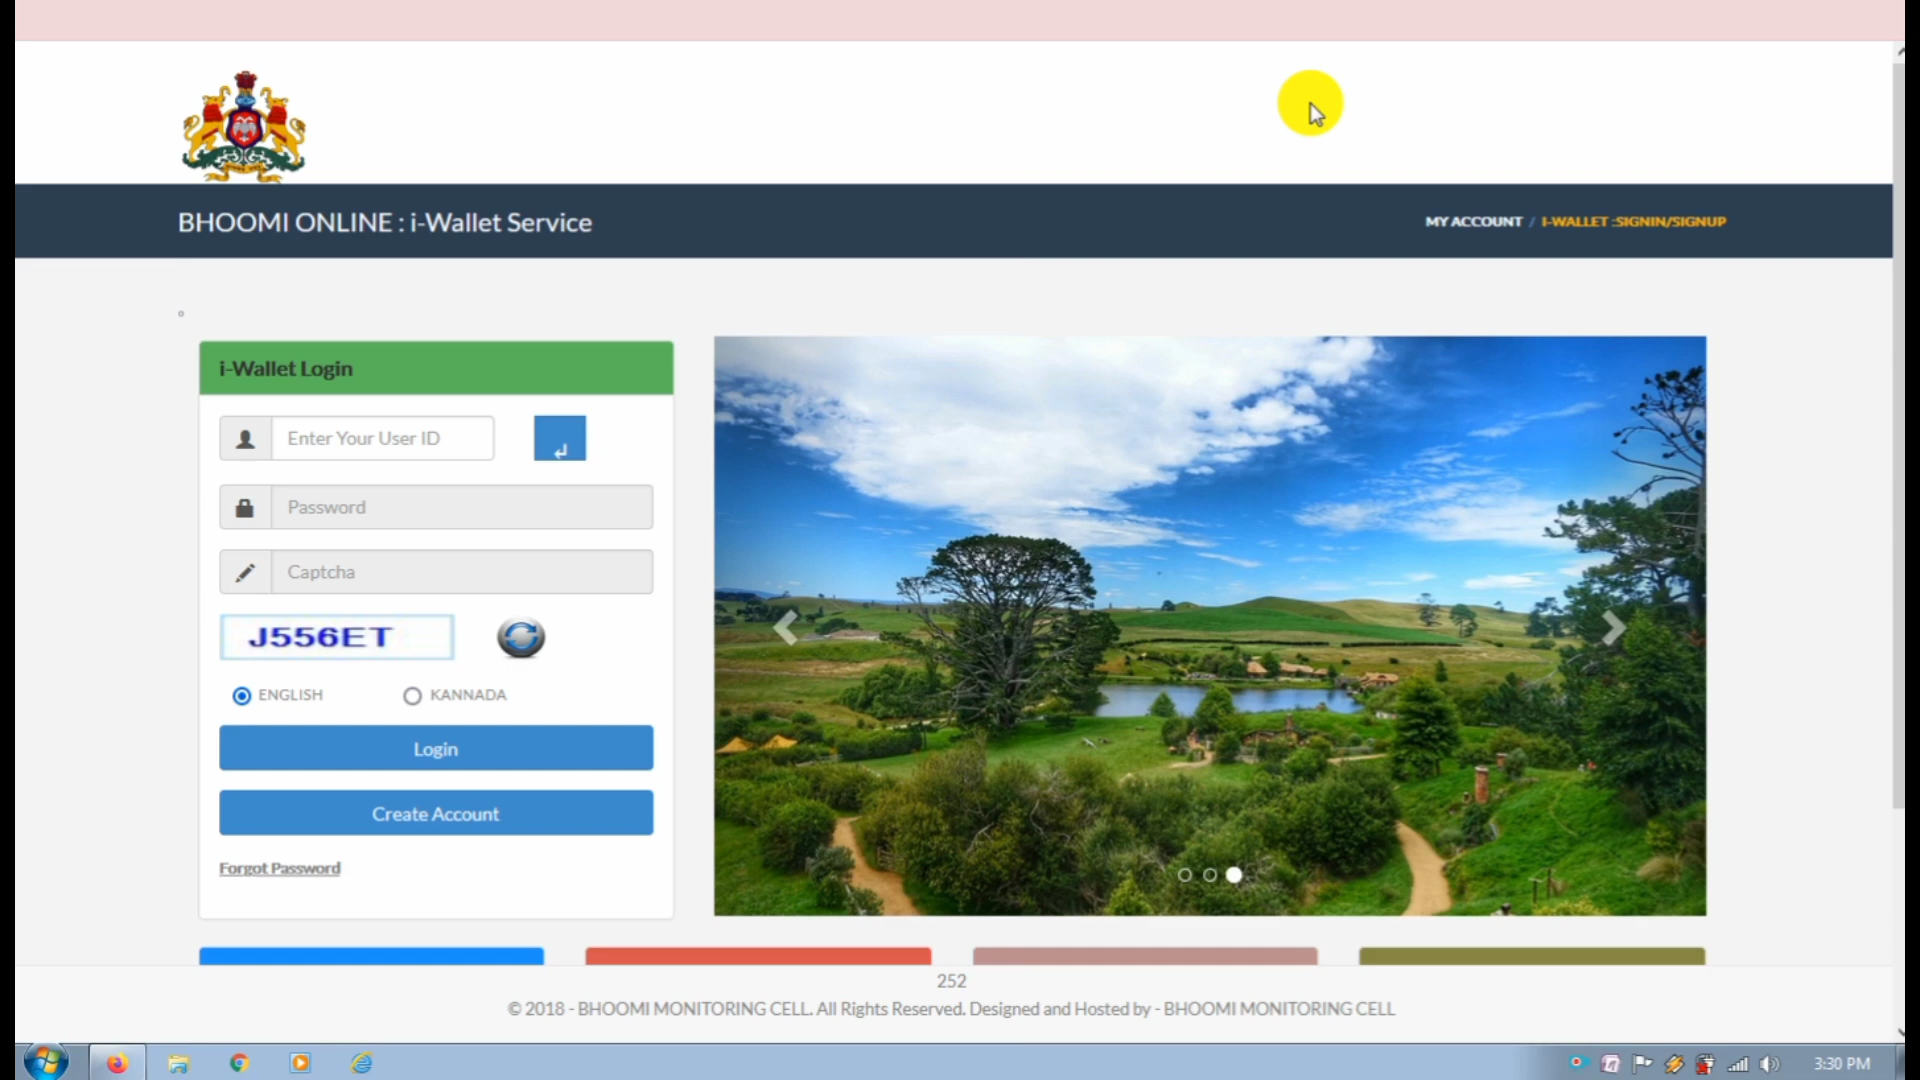 BHOOMI ONLINE : i-Wallet Service
MY ACCOUNT / I-WALLET :SIGNIN/SIGNUP
i-Wallet Login
Enter Your User ID
Password
Captcha
J556ET
ENGLISH KANNADA
Login
Create Account
Forgot Password
252
© 2018 - BHOOMI MONITORING CELL. All Rights Reserved. Designed and Hosted by - BHOOMI MONITORING CELL
3:30 PM